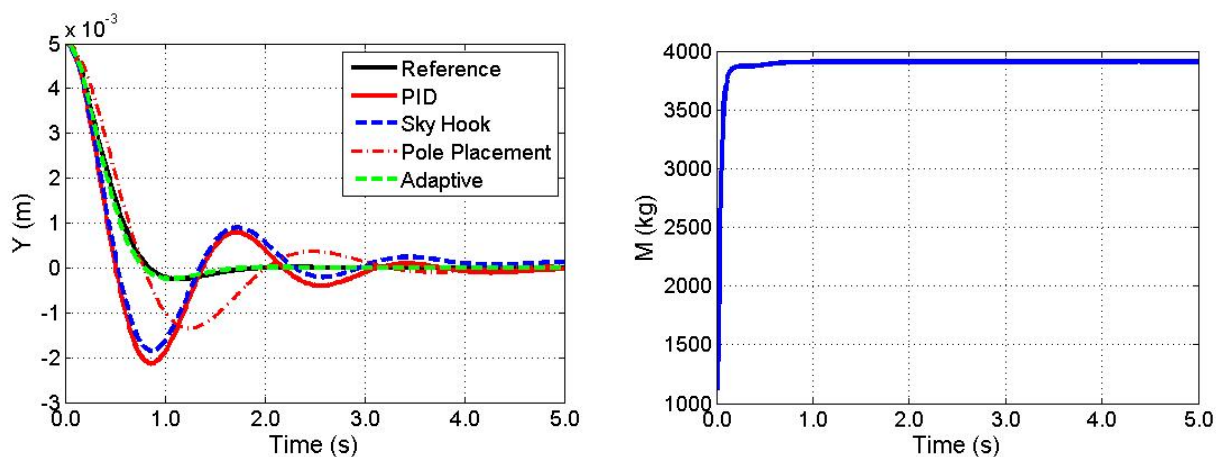 x 10⁻³
5
4
3
2
1
0
-1
-2
-3
Y (m)
Reference
PID
Sky Hook
Pole Placement
Adaptive
0.0 1.0 2.0 3.0 4.0 5.0
Time (s)
4000
3500
3000
2500
2000
1500
1000
M (kg)
0.0 1.0 2.0 3.0 4.0 5.0
Time (s)